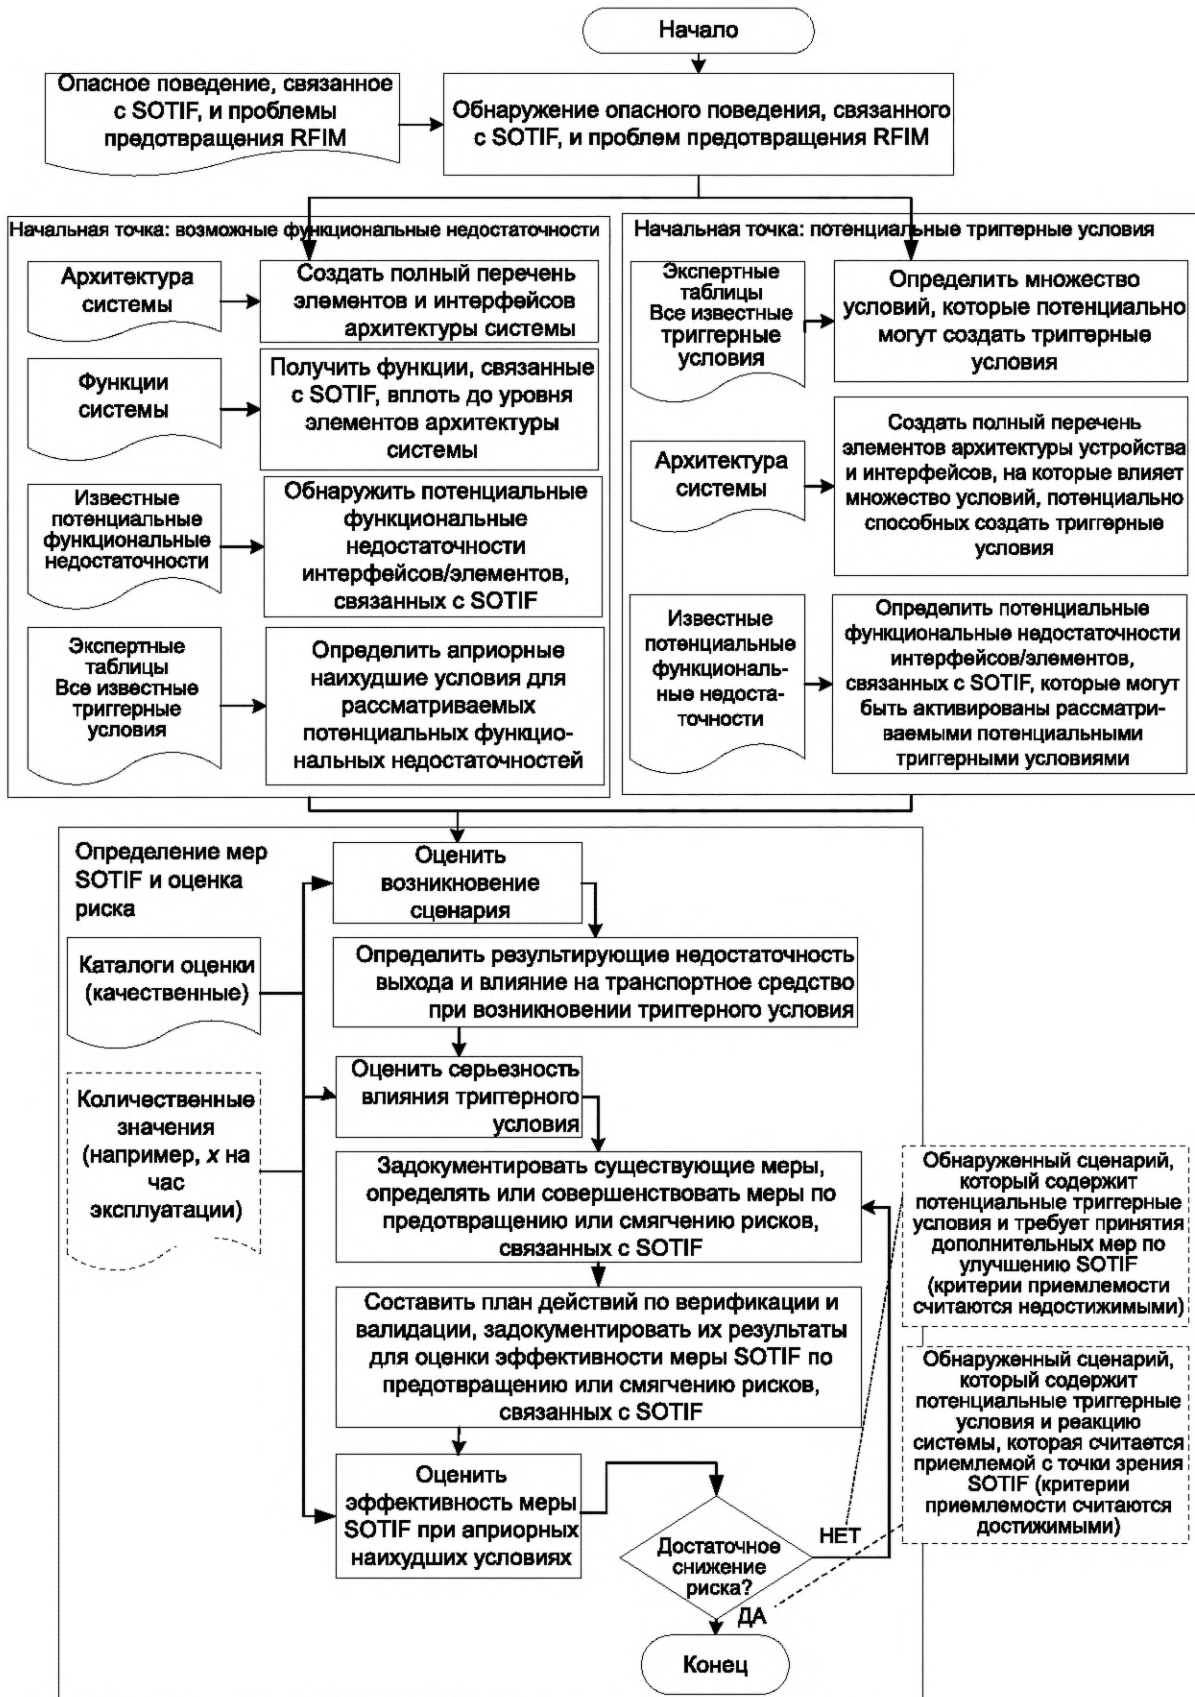 Начало
Опасное поведение, связанное
с SOTIF, и проблемы
предотвращения RFIM
Обнаружение опасного поведения, связанного
с SOTIF, и проблем предотвращения RFIM
Начальная точка: возможные функциональные недостаточности
Архитектура
системы
Создать полный перечень
элементов и интерфейсов
архитектуры системы
Функции
системы
Получить функции, связанные
с SOTIF, вплоть до уровня
элементов архитектуры
системы
Известные
потенциальные
функциональные
недостаточности
Обнаружить потенциальные
функциональные
недостаточности
интерфейсов/элементов,
связанных с SOTIF
Экспертные
таблицы
Все известные
триггерные
условия
Определить априорные
наихудшие условия для
рассматриваемых
потенциальных функцио-
нальных недостаточностей
Начальная точка: потенциальные триггерные условия
Экспертные
таблицы
Все известные
триггерные
условия
Определить множество
условий, которые потенциально
могут создать триггерные
условия
Архитектура
системы
Создать полный перечень
элементов архитектуры устройства
и интерфейсов, на которые влияет
множество условий, потенциально
способных создать триггерные
условия
Известные
потенциальные
функциональ-
ные недоста-
точности
Определить потенциальные
функциональные недостаточности
интерфейсов/элементов,
связанных с SOTIF, которые могут
быть активированы рассматри-
ваемыми потенциальными
триггерными условиями
Определение мер
SOTIF и оценка
риска
Оценить
возникновение
сценария
Каталоги оценки
(качественные)
Определить результирующие недостаточность
выхода и влияние на транспортное средство
при возникновении триггерного условия
Количественные
значения
(например, x на
час
эксплуатации)
Оценить серьезность
влияния триггерного
условия
Задокументировать существующие меры,
определять или совершенствовать меры по
предотвращению или смягчению рисков,
связанных с SOTIF
Составить план действий по верификации и
валидации, задокументировать их результаты
для оценки эффективности меры SOTIF по
предотвращению или смягчению рисков,
связанных с SOTIF
Оценить
эффективность меры
SOTIF при априорных
наихудших условиях
Достаточное
снижение
риска?
НЕТ
ДА
Конец
Обнаруженный сценарий,
который содержит
потенциальные триггерные
условия и требует принятия
дополнительных мер по
улучшению SOTIF
(критерии приемлемости
считаются недостижимыми)
Обнаруженный сценарий,
который содержит
потенциальные триггерные
условия и реакцию
системы, которая считается
приемлемой с точки зрения
SOTIF (критерии
приемлемости считаются
достижимыми)